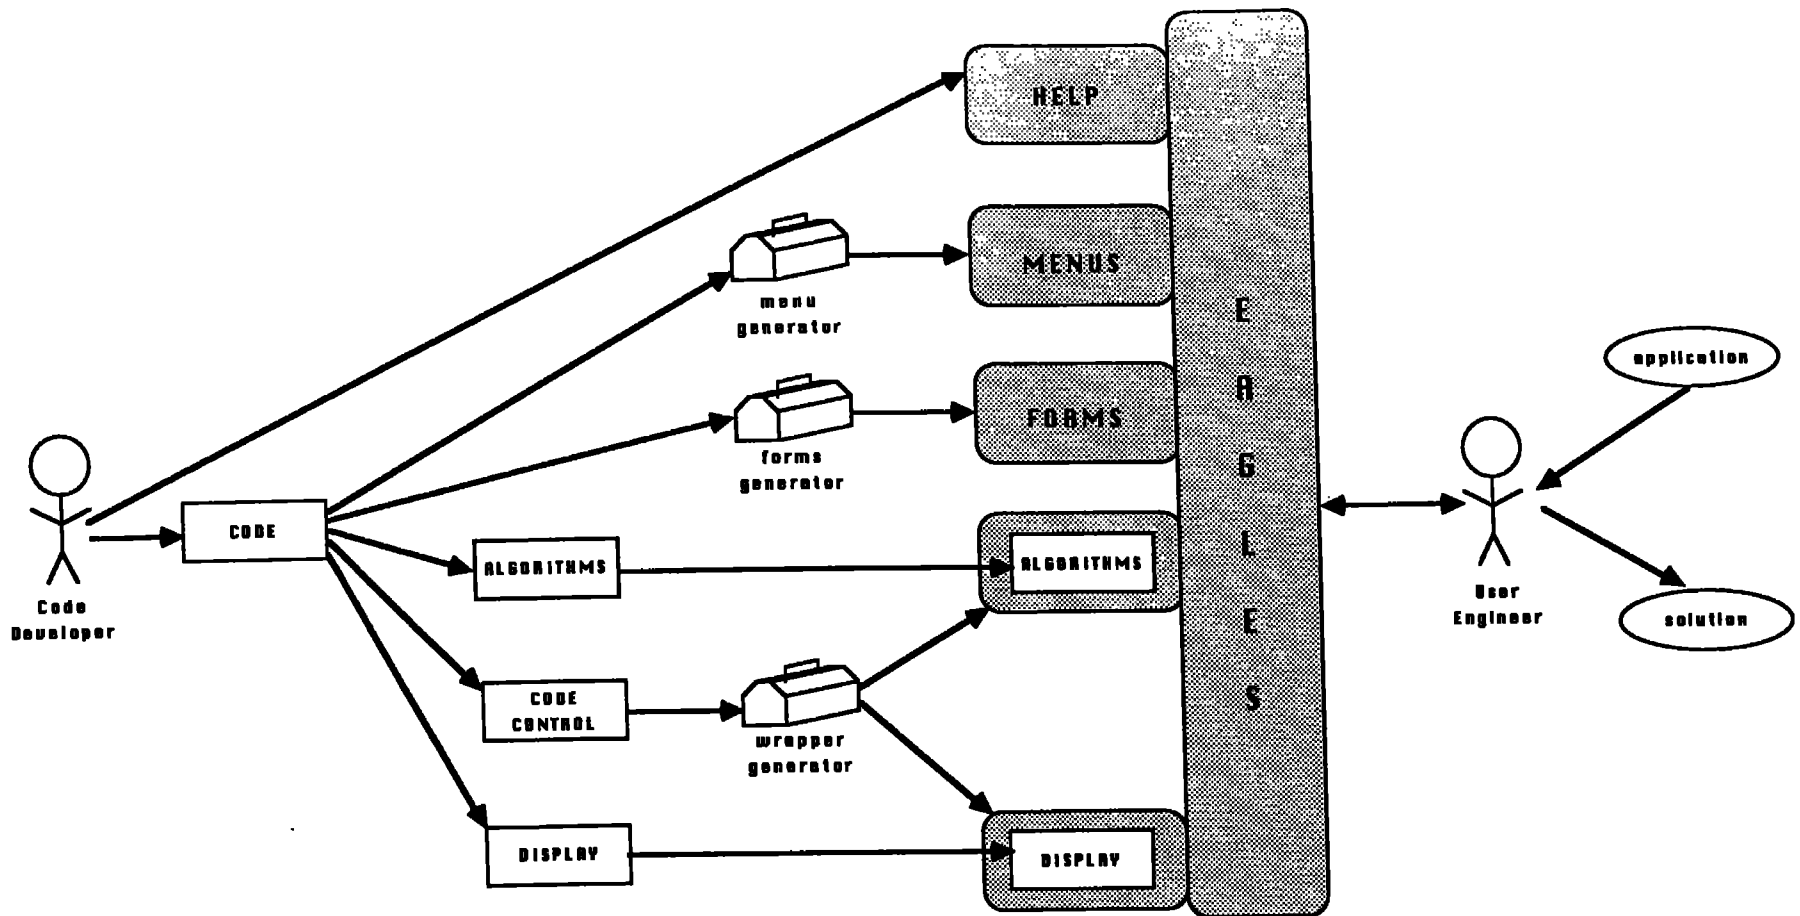 HELP
MENUS
menu
generator
E
A
G
L
E
S
application
FORMS
forms
generator
CODE
ALGORITHMS
ALGORITHMS
Code
Developer
User
Engineer
solution
CODE
CONTROL
wrapper
generator
DISPLAY
DISPLAY